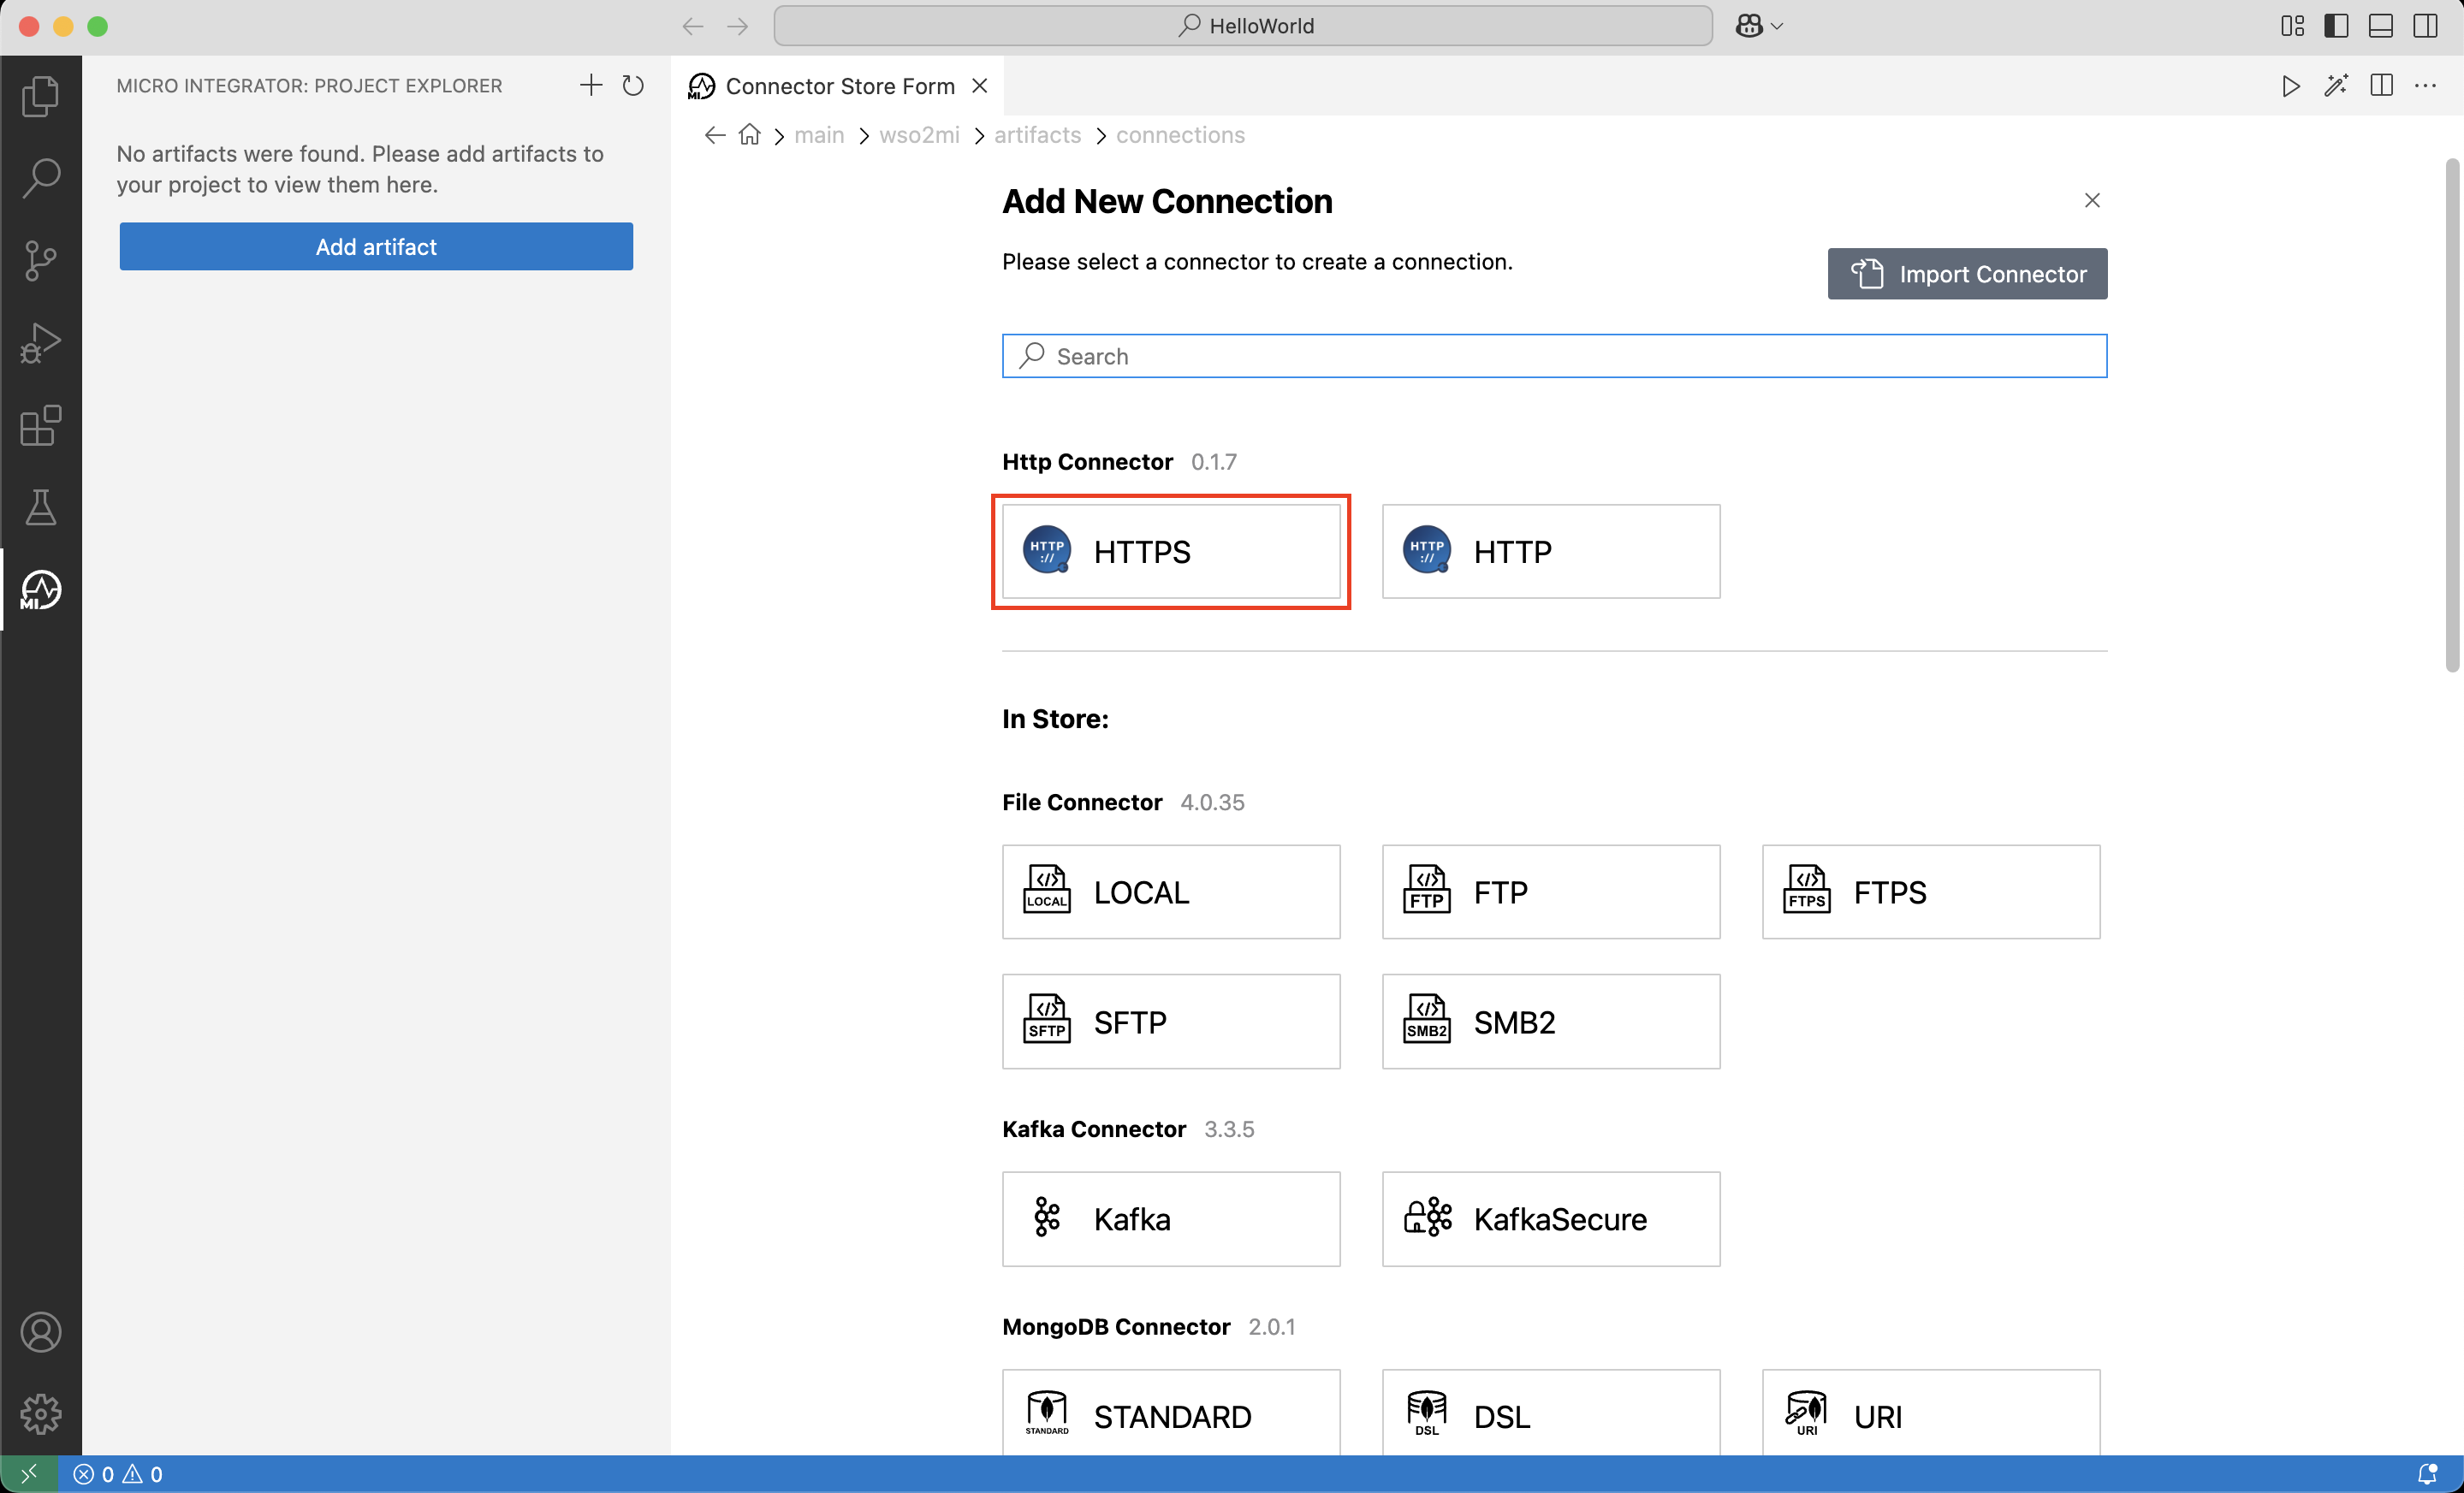 HelloWorld
MICRO INTEGRATOR: PROJECT EXPLORER
No artifacts were found. Please add artifacts to
your project to view them here.
Add artifact
MI
Connector Store Form
main
wso2mi
artifacts
connections
Add New Connection
Please select a connector to create a connection.
Import Connector
Search
Http Connector 0.1.7
HTTP :// HTTPS
HTTP :// HTTP
In Store:
File Connector 4.0.35
</> LOCAL LOCAL
</> FTP FTP
</> FTPS FTPS
</> SFTP SFTP
</> SMB2 SMB2
Kafka Connector 3.3.5
Kafka
KafkaSecure
MongoDB Connector 2.0.1
STANDARD STANDARD
DSL DSL
URI URI
MI
0 0